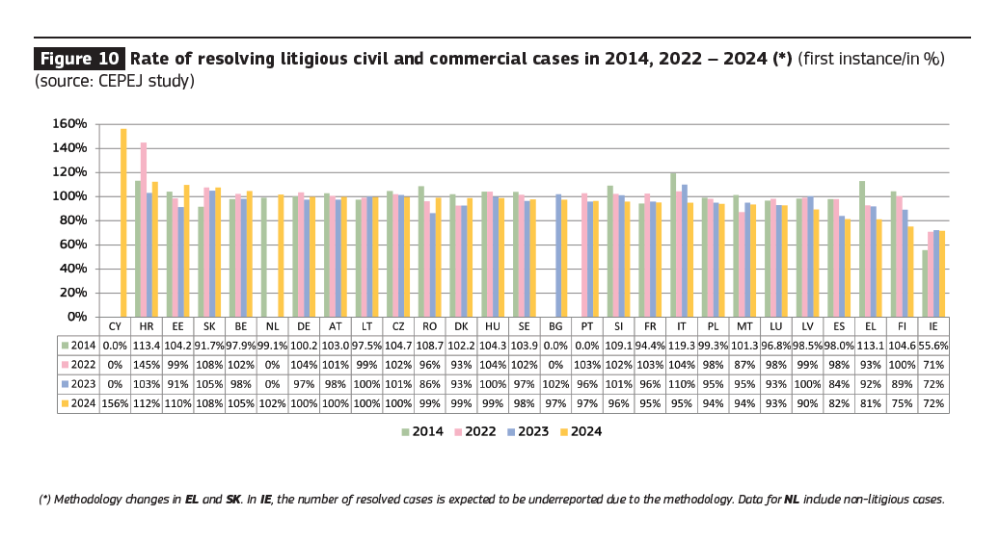 Figure 10 Rate of resolving litigious civil and commercial cases in 2014, 2022 – 2024 (*) (first instance/in %)
(source: CEPEJ study)
160%
140%
120%
100%
80%
60%
40%
20%
0%
CY HR EE SK BE NL DE AT LT CZ RO DK HU SE BG PT SI FR IT PL MT LU LV ES EL FI IE
2014 0.0% 113.4 104.2 91.7% 97.9% 99.1% 100.2 103.0 97.5% 104.7 108.7 102.2 104.3 103.9 0.0% 0.0% 109.1 94.4% 119.3 99.3% 101.3 96.8% 98.5% 98.0% 113.1 104.6 55.6%
2022 0% 145% 99% 108% 102% 0% 104% 101% 99% 102% 96% 93% 104% 102% 0% 103% 102% 103% 104% 98% 87% 98% 99% 98% 93% 100% 71%
2023 0% 103% 91% 105% 98% 0% 97% 98% 100% 101% 86% 93% 100% 97% 102% 96% 101% 96% 110% 95% 95% 93% 100% 84% 92% 89% 72%
2024 156% 112% 110% 108% 105% 102% 100% 100% 100% 100% 99% 99% 99% 98% 97% 97% 96% 95% 95% 94% 94% 93% 90% 82% 81% 75% 72%
2014 2022 2023 2024
(*) Methodology changes in EL and SK. In IE, the number of resolved cases is expected to be underreported due to the methodology. Data for NL include non-litigious cases.